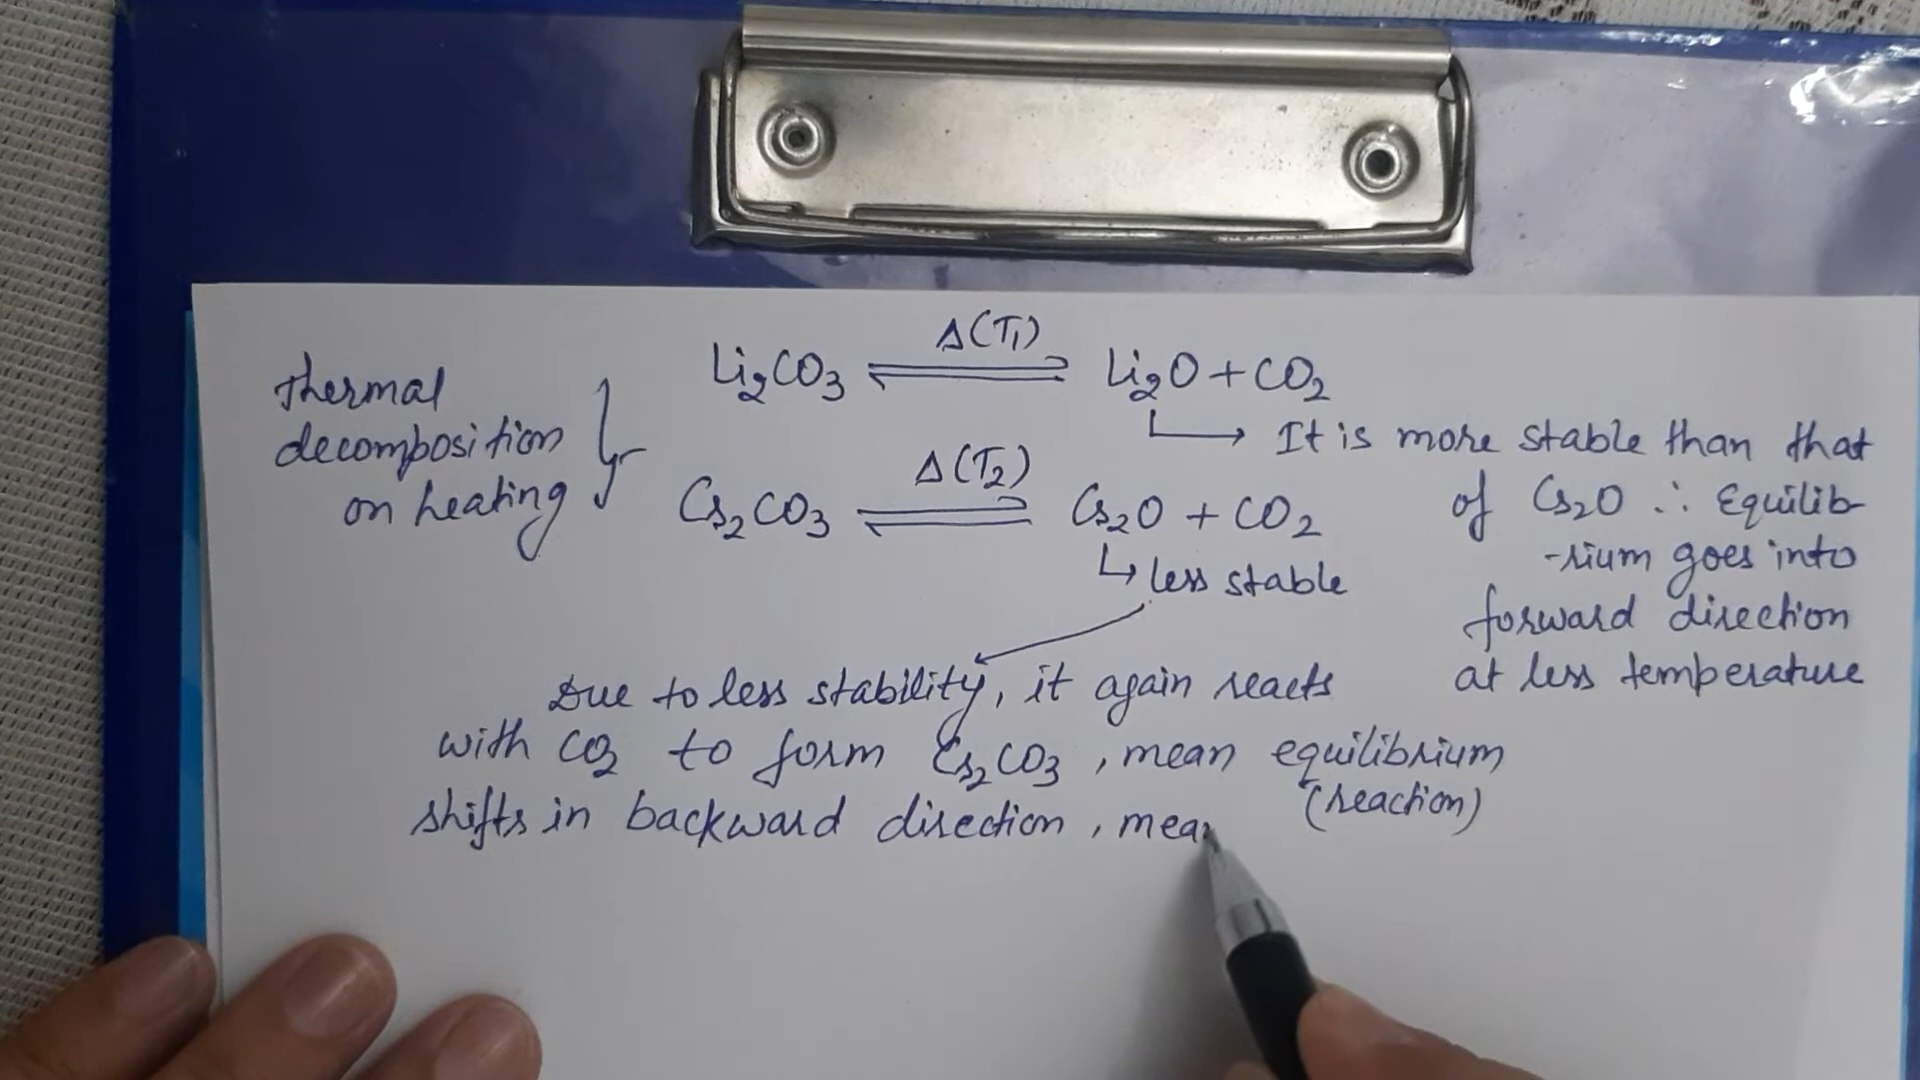 thermal
decomposition
on heating
Δ(T₁)
Li₂CO₃ ⇌ Li₂O + CO₂
Δ(T₂)
Cs₂CO₃ ⇌ Cs₂O + CO₂
↳ less stable
↳ It is more stable than that
of Cs₂O ∴ Equilib-
-rium goes into
forward direction
at less temperature
Due to less stability, it again reacts
with CO₂ to form Cs₂CO₃, mean equilibrium
(reaction)
shifts in backward direction, mean